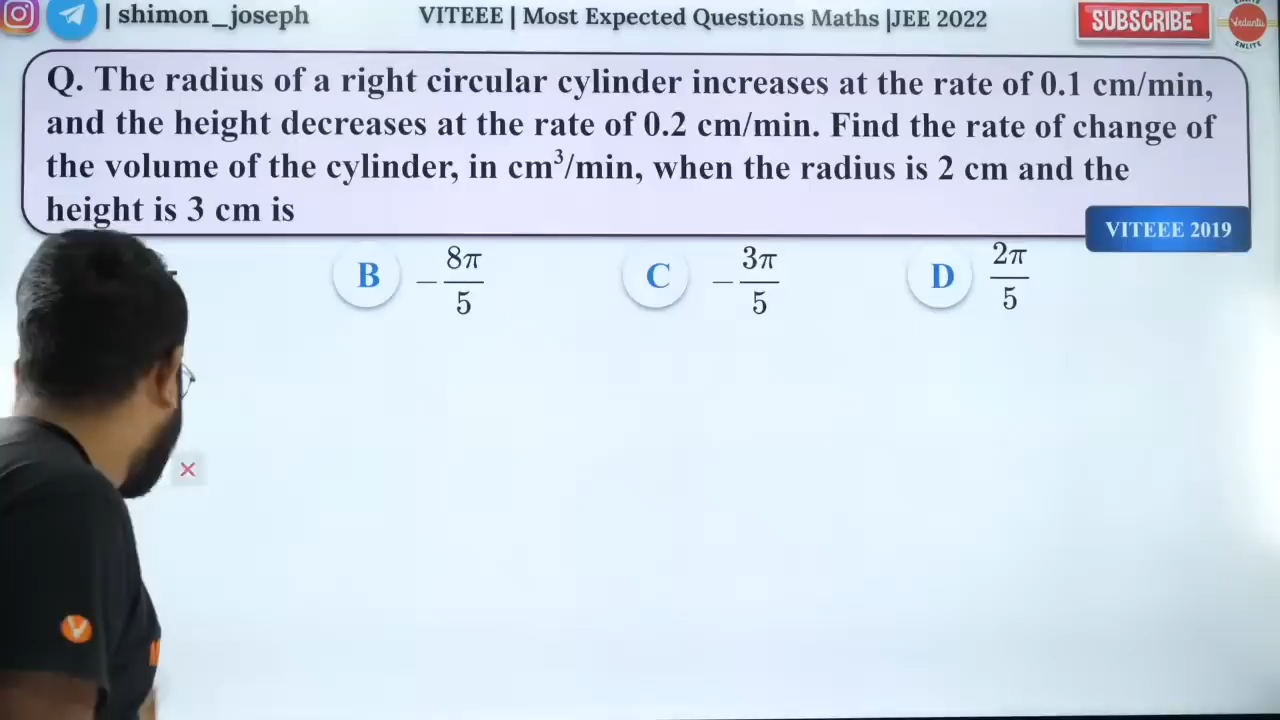 | shimon_joseph
VITEEE | Most Expected Questions Maths |JEE 2022
SUBSCRIBE
Vedantu
ENLITE
Q. The radius of a right circular cylinder increases at the rate of 0.1 cm/min,
and the height decreases at the rate of 0.2 cm/min. Find the rate of change of
the volume of the cylinder, in cm³/min, when the radius is 2 cm and the
height is 3 cm is
VITEEE 2019
B −8π/5
C −3π/5
D 2π/5